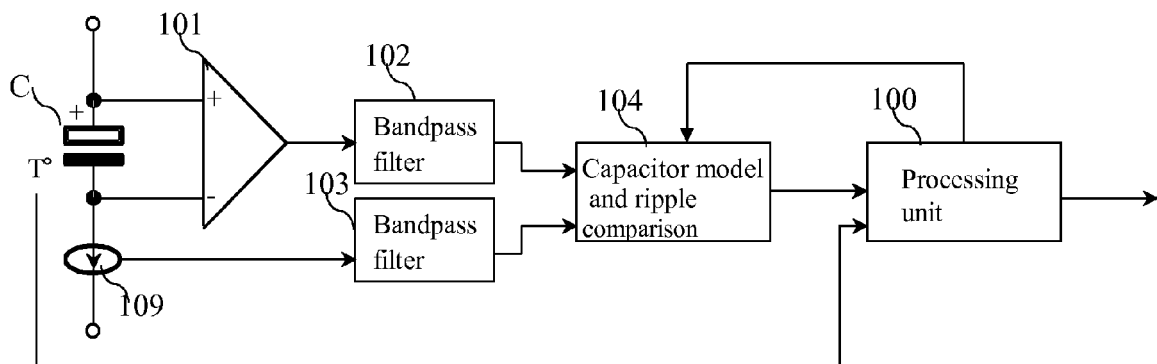 101
102
C
+
+
Bandpass
filter
104
100
T°
-
103
Bandpass
filter
Capacitor model
and ripple
comparison
Processing
unit
109